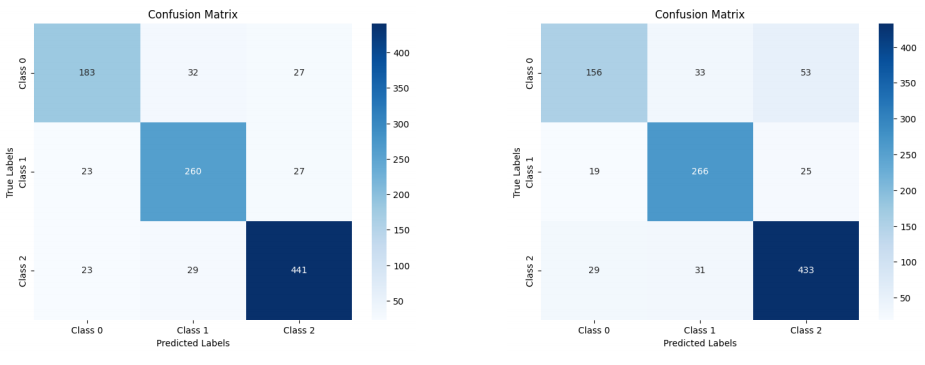 Confusion Matrix
Class 0
183 32 27
Class 1
23 260 27
Class 2
23 29 441
True Labels
Class 0 Class 1 Class 2
Predicted Labels
400
350
300
250
200
150
100
50
Confusion Matrix
Class 0
156 33 53
Class 1
19 266 25
Class 2
29 31 433
True Labels
Class 0 Class 1 Class 2
Predicted Labels
400
350
300
250
200
150
100
50